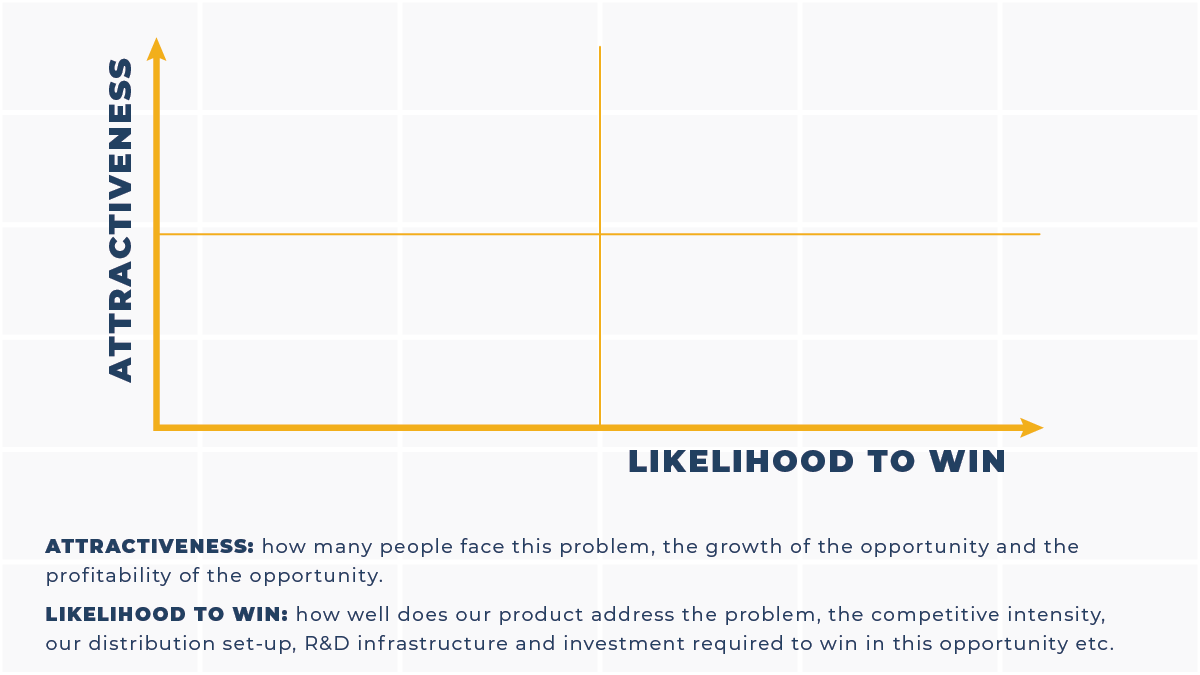 ATTRACTIVENESS
LIKELIHOOD TO WIN
ATTRACTIVENESS: how many people face this problem, the growth of the opportunity and the
profitability of the opportunity.
LIKELIHOOD TO WIN: how well does our product address the problem, the competitive intensity,
our distribution set-up, R&D infrastructure and investment required to win in this opportunity etc.